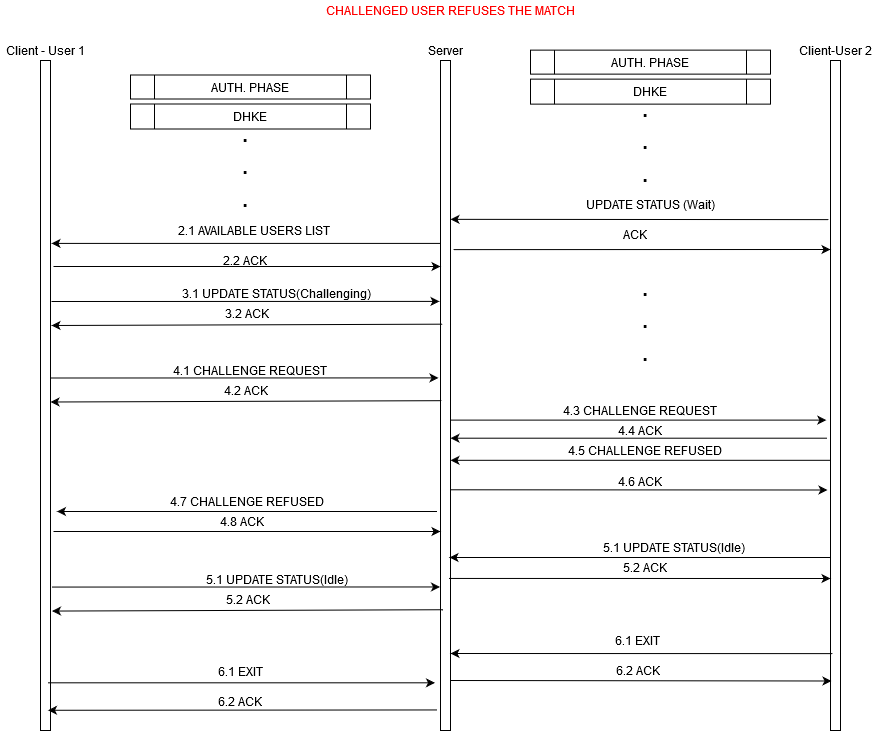 CHALLENGED USER REFUSES THE MATCH
Client - User 1
Server
Client-User 2
AUTH. PHASE
DHKE
AUTH. PHASE
DHKE
UPDATE STATUS (Wait)
2.1 AVAILABLE USERS LIST
ACK
2.2 ACK
3.1 UPDATE STATUS(Challenging)
3.2 ACK
4.1 CHALLENGE REQUEST
4.2 ACK
4.3 CHALLENGE REQUEST
4.4 ACK
4.5 CHALLENGE REFUSED
4.6 ACK
4.7 CHALLENGE REFUSED
4.8 ACK
5.1 UPDATE STATUS(Idle)
5.2 ACK
5.1 UPDATE STATUS(Idle)
5.2 ACK
6.1 EXIT
6.2 ACK
6.1 EXIT
6.2 ACK